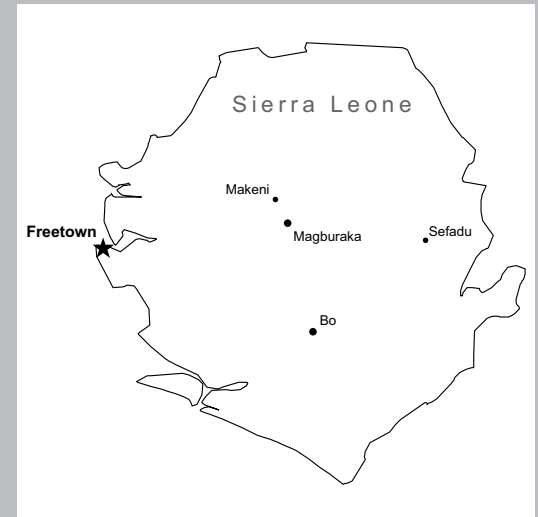 Sierra Leone
Makeni
Magburaka
Freetown
Sefadu
Bo